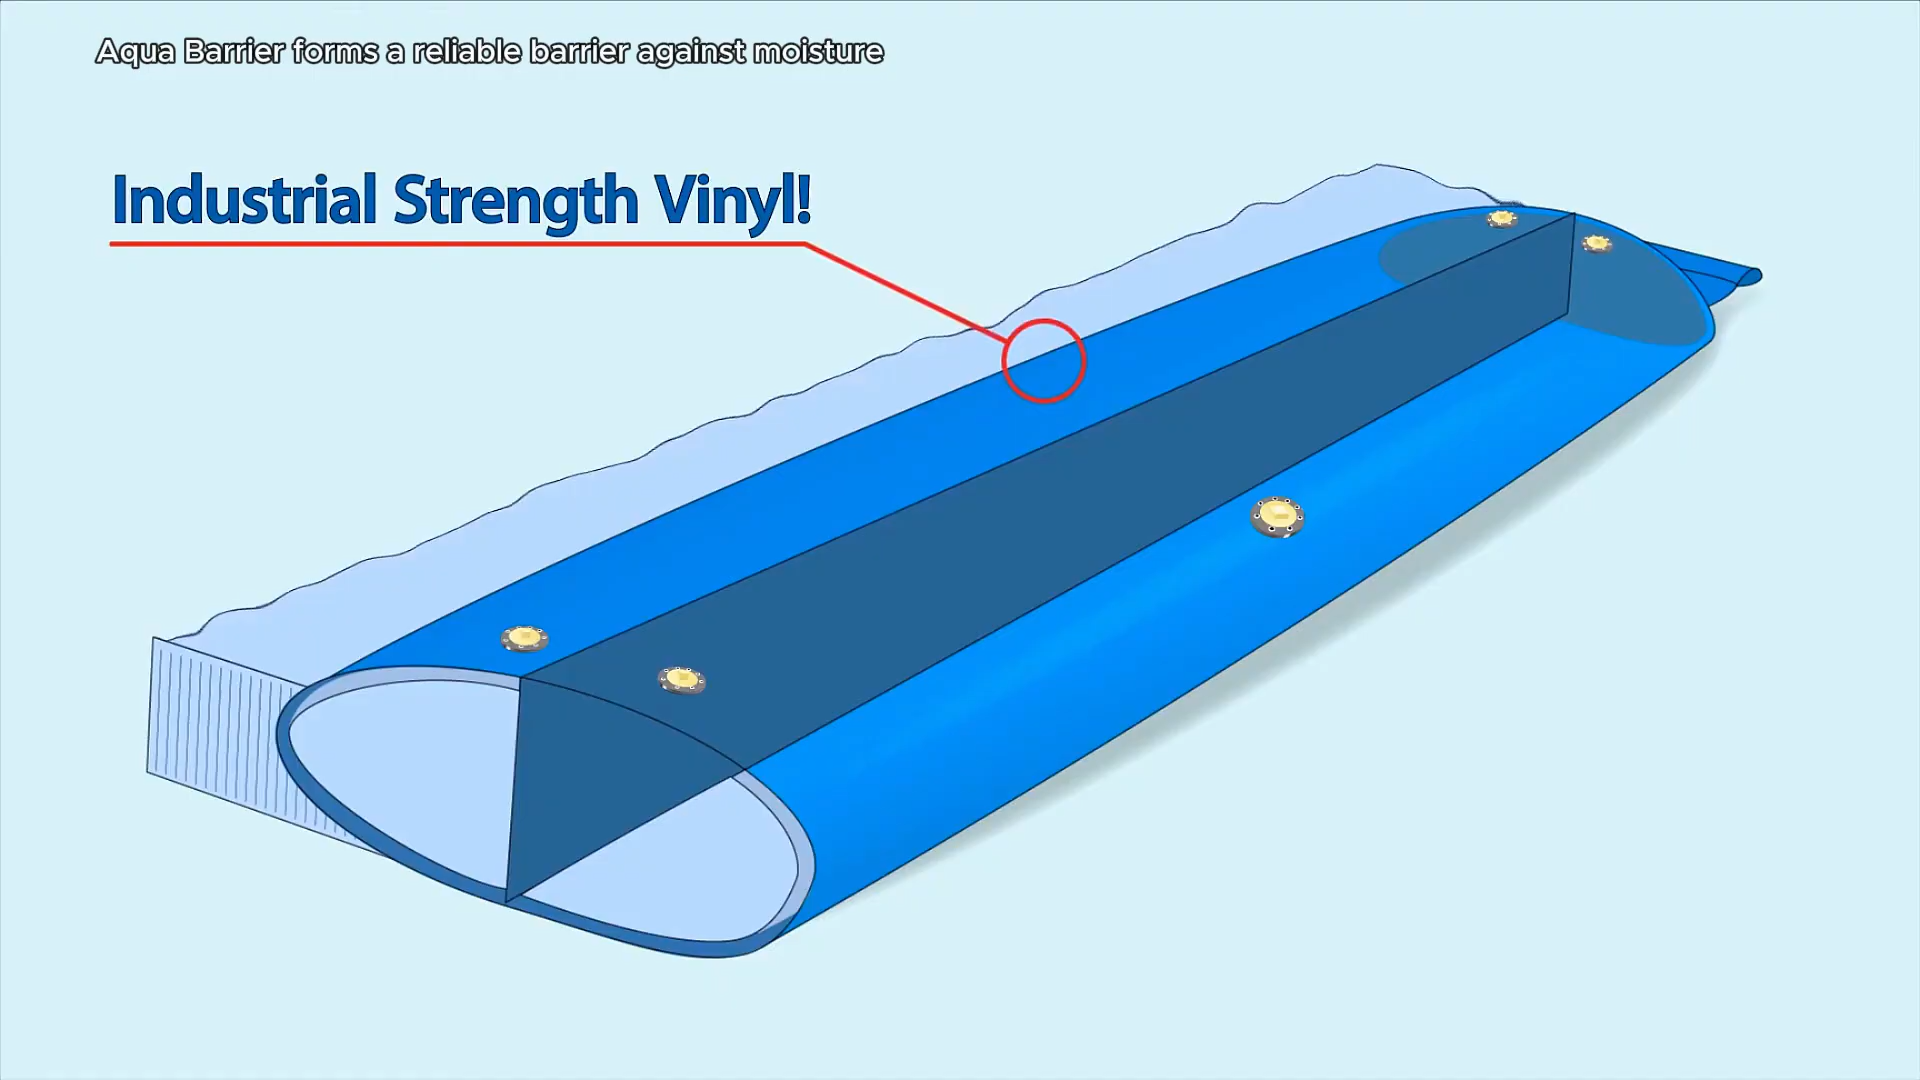 Aqua Barrier forms a reliable barrier against moisture
Industrial Strength Vinyl!